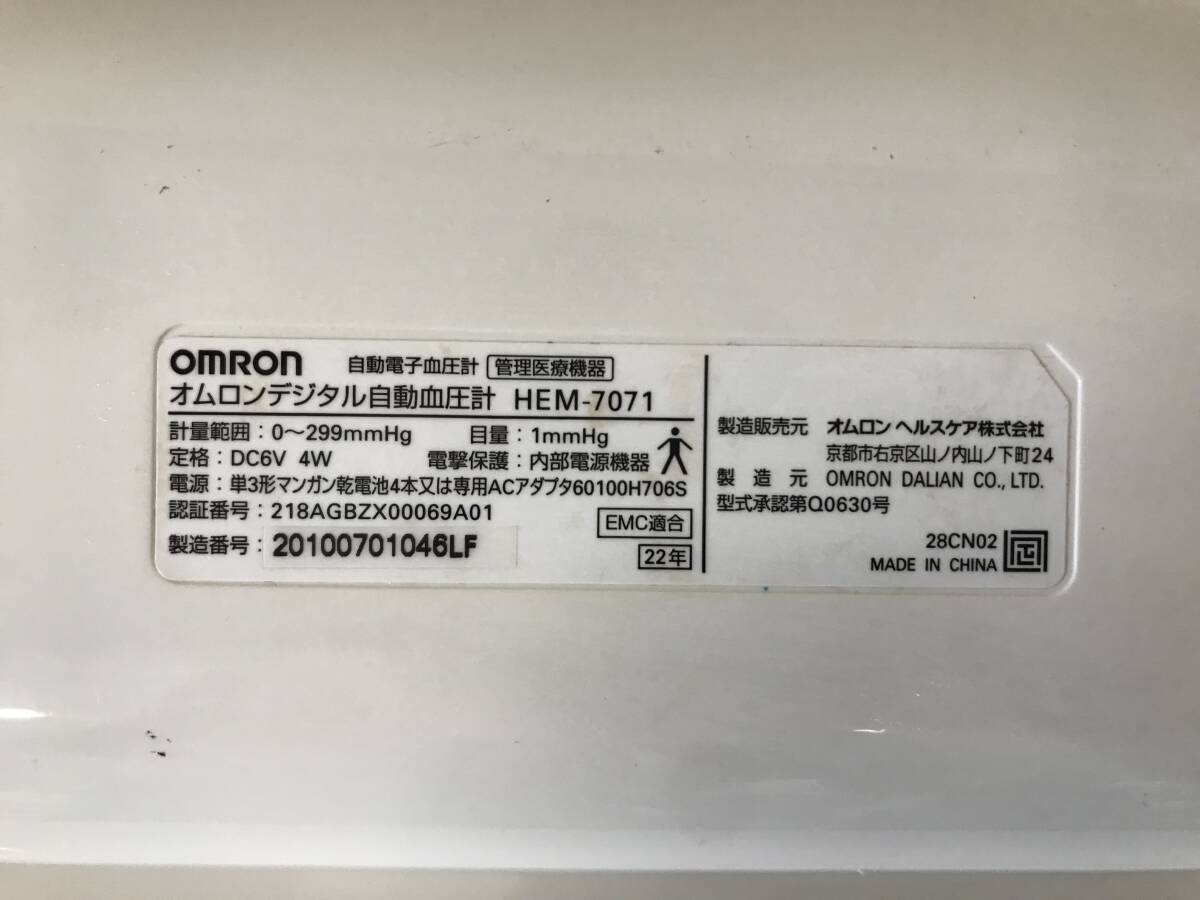 OMRON 自動電子血圧計 管理医療機器
オムロンデジタル自動血圧計 HEM-7071
計量範囲:0〜299mmHg 目量:1mmHg
定格:DC6V 4W 電撃保護:内部電源機器
電源:単3形マンガン乾電池4本又は専用ACアダプタ60100H706S
認証番号:218AGBZX00069A01
EMC適合
製造番号:20100701046LF
22年
製造販売元 オムロン ヘルスケア株式会社
京都市右京区山ノ内山ノ下町24
製造元 OMRON DALIAN CO., LTD.
型式承認第Q0630号
28CN02
MADE IN CHINA